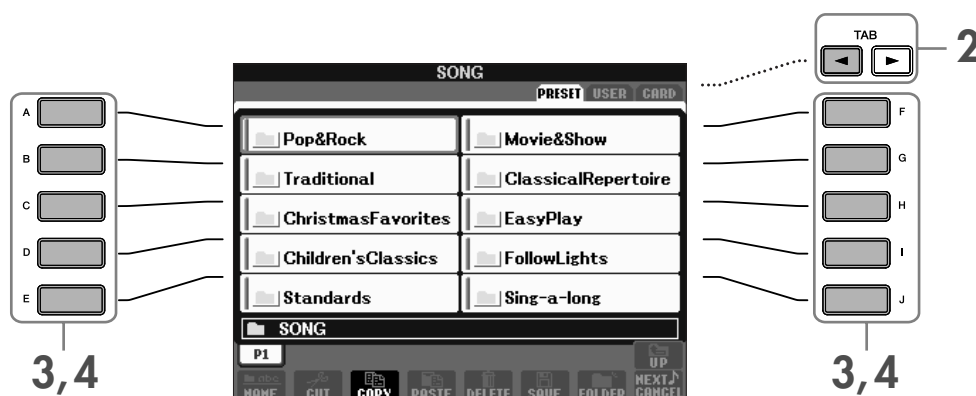 TAB
2
SONG
PRESET USER CARD
A
B
C
D
E
Pop&Rock
Traditional
ChristmasFavorites
Children'sClassics
Standards
Movie&Show
ClassicalRepertoire
EasyPlay
FollowLights
Sing-a-long
F
G
H
I
J
SONG
P1
UP
NAME CUT COPY PASTE DELETE SAVE FOLDER NEXT
CANCEL
3,4
3,4